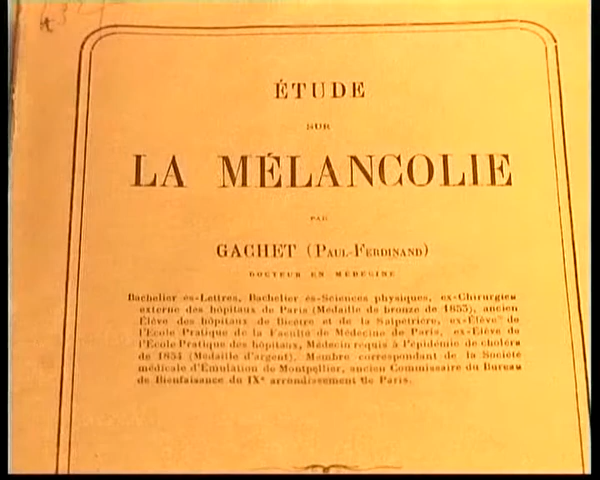 ÉTUDE
SUR
LA MÉLANCOLIE
PAR
GACHET (PAUL-FERDINAND)
DOCTEUR EN MÉDECINE
Bachelier ès-Lettres, Bachelier ès-Sciences physiques, ex-Chirurgien
externe des hôpitaux de Paris (Médaille de bronze de 1853), ancien
Élève des hôpitaux de Bicêtre et de la Salpêtrière, ex-Élève de
l'École Pratique de la Faculté de Médecine de Paris, ex-Élève de
l'École Pratique des hôpitaux, Médecin requis à l'épidémie de choléra
de 1854 (Médaille d'argent), Membre correspondant de la Société
médicale d'Émulation de Montpellier, ancien Commissaire du Bureau
de Bienfaisance du IXe arrondissement de Paris.